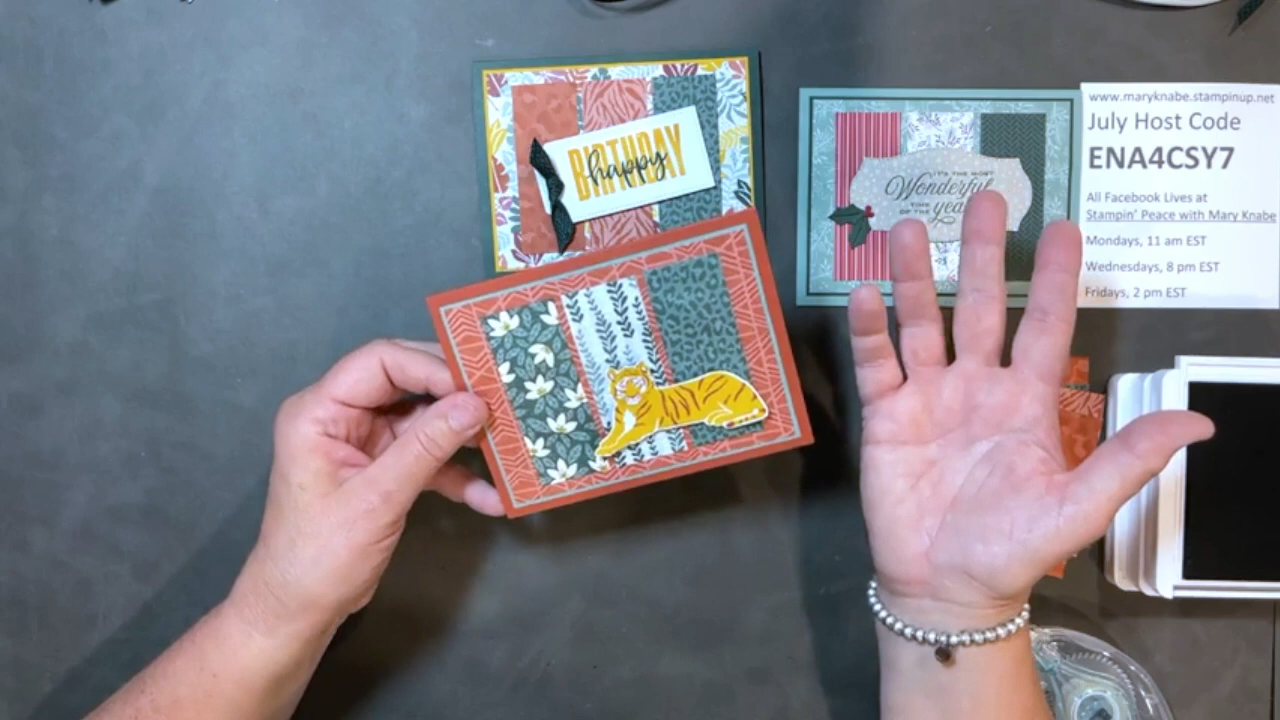 BIRTHDAY
happy
IT'S THE MOST
Wonderful
TIME
OF THE year
www.maryknabe.stampinup.net
July Host Code
ENA4CSY7
All Facebook Lives at
Stampin' Peace with Mary Knabe
Mondays, 11 am EST
Wednesdays, 8 pm EST
Fridays, 2 pm EST